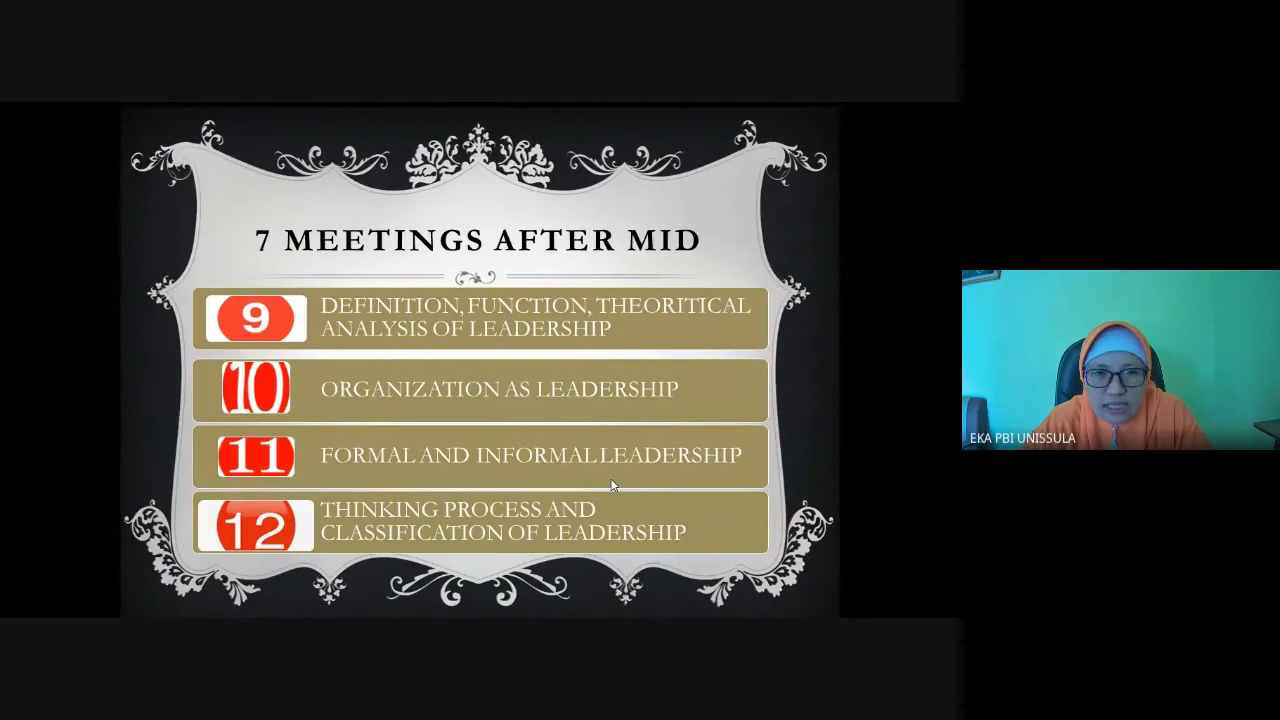 7 MEETINGS AFTER MID
9
DEFINITION, FUNCTION, THEORITICAL
ANALYSIS OF LEADERSHIP
10
ORGANIZATION AS LEADERSHIP
11
FORMAL AND INFORMAL LEADERSHIP
12
THINKING PROCESS AND
CLASSIFICATION OF LEADERSHIP
EKA PBI UNISSULA